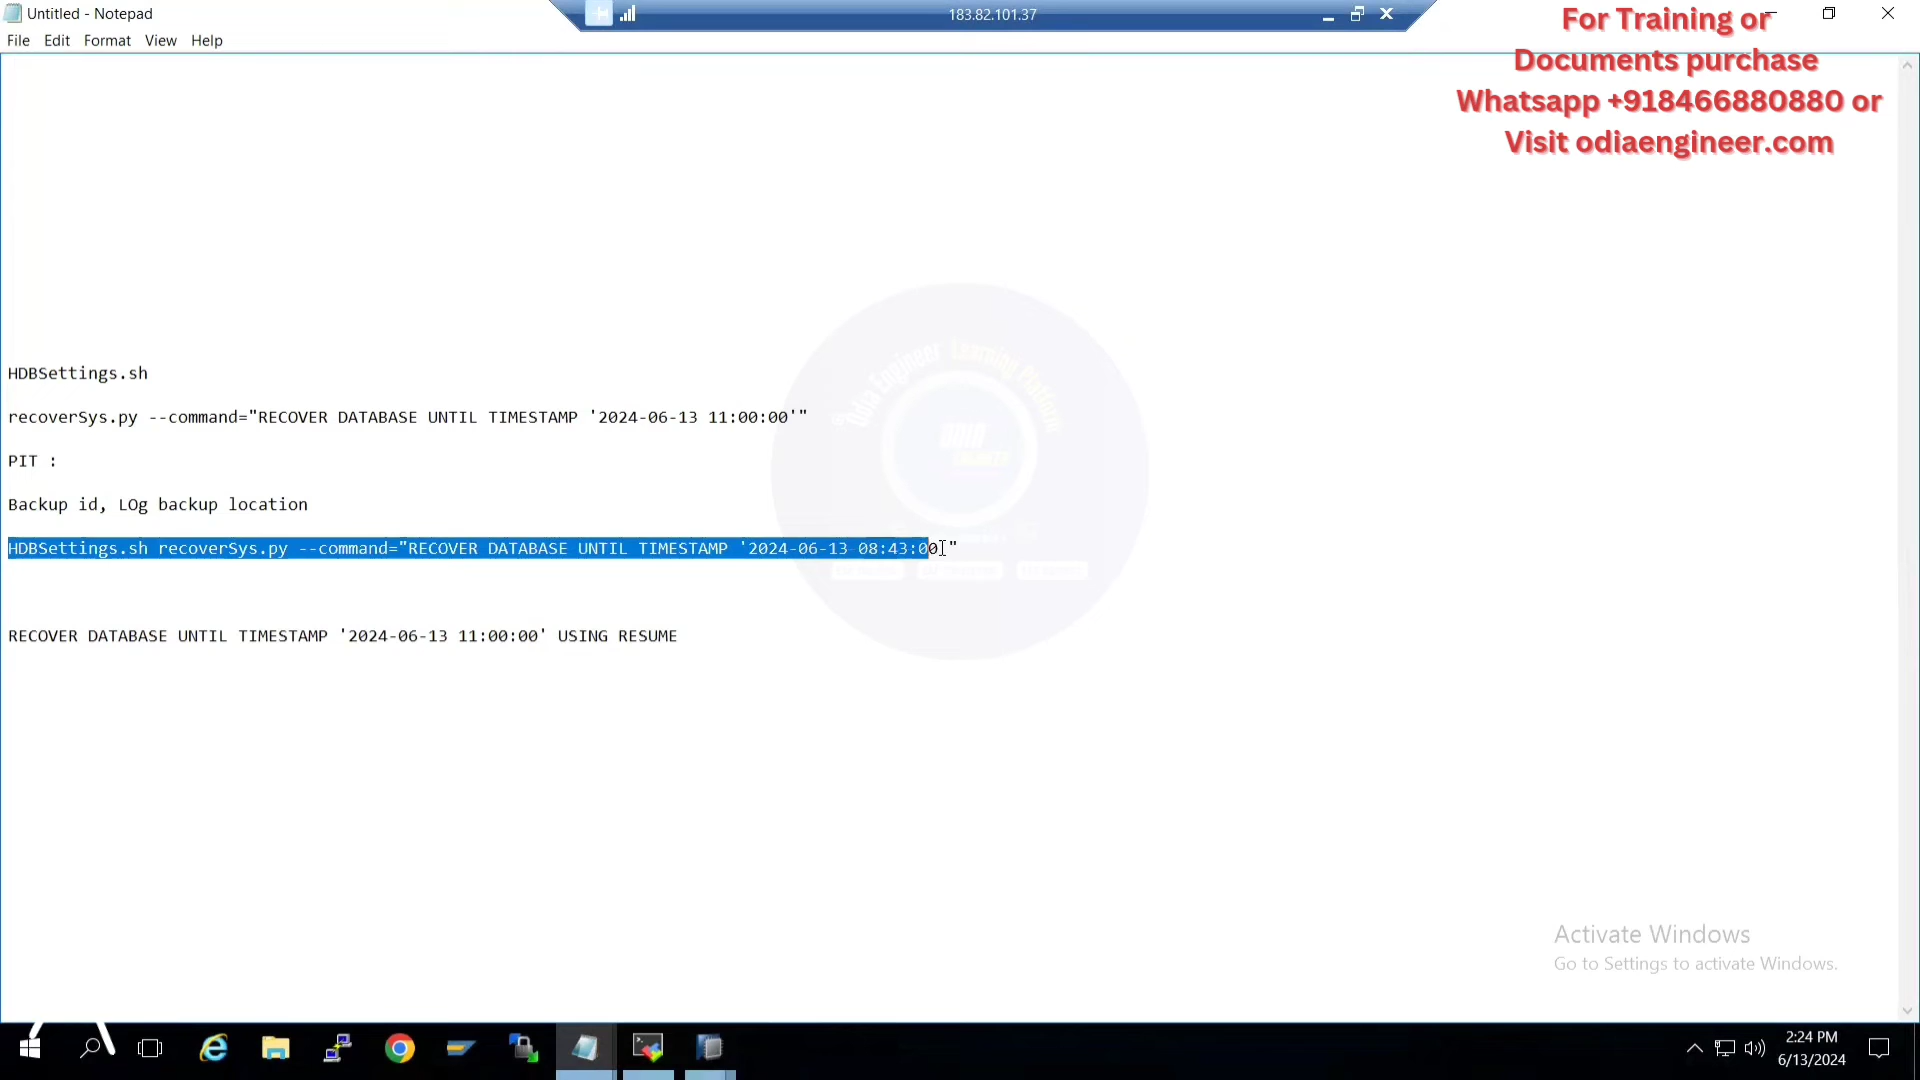 Untitled - Notepad
183.82.101.37
File Edit Format View Help
For Training or
Documents purchase
Whatsapp +918466880880 or
Visit odiaengineer.com
Odia Engineer Learning Platform
HDBSettings.sh
recoverSys.py --command="RECOVER DATABASE UNTIL TIMESTAMP '2024-06-13 11:00:00'"
PIT :
Backup id, LOg backup location
HDBSettings.sh recoverSys.py --command="RECOVER DATABASE UNTIL TIMESTAMP '2024-06-13 08:43:00'"
RECOVER DATABASE UNTIL TIMESTAMP '2024-06-13 11:00:00' USING RESUME
Activate Windows
Go to Settings to activate Windows.
2:24 PM
6/13/2024